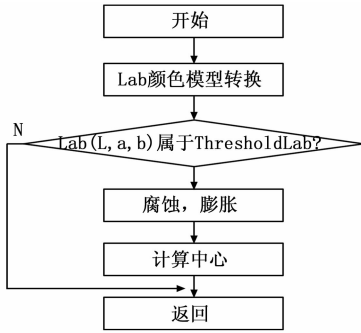 开始
Lab颜色模型转换
N
Lab(L,a,b)属于ThresholdLab?
腐蚀，膨胀
计算中心
返回